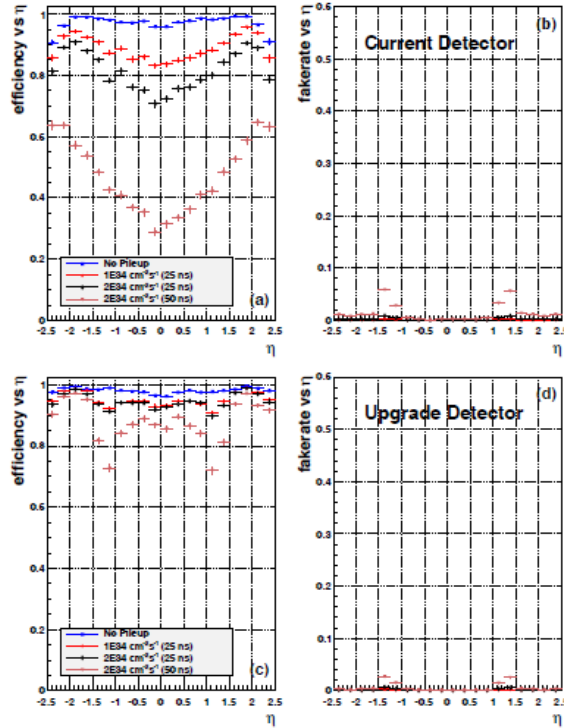 efficiency vs η
1
0.8
0.6
0.4
0.2
0
No Pileup
1E34 cm⁻²s⁻¹ (25 ns)
2E34 cm⁻²s⁻¹ (25 ns)
2E34 cm⁻²s⁻¹ (50 ns)
(a)
-2.5 -2 -1.5 -1 -0.5 0 0.5 1 1.5 2 2.5
η
fakerate vs η
0.6
0.5
0.4
0.3
0.2
0.1
0
Current Detector
(b)
-2.5 -2 -1.5 -1 -0.5 0 0.5 1 1.5 2 2.5
η
efficiency vs η
1
0.8
0.6
0.4
0.2
0
No Pileup
1E34 cm⁻²s⁻¹ (25 ns)
2E34 cm⁻²s⁻¹ (25 ns)
2E34 cm⁻²s⁻¹ (50 ns)
(c)
-2.5 -2 -1.5 -1 -0.5 0 0.5 1 1.5 2 2.5
η
fakerate vs η
0.6
0.5
0.4
0.3
0.2
0.1
0
Upgrade Detector
(d)
-2.5 -2 -1.5 -1 -0.5 0 0.5 1 1.5 2 2.5
η